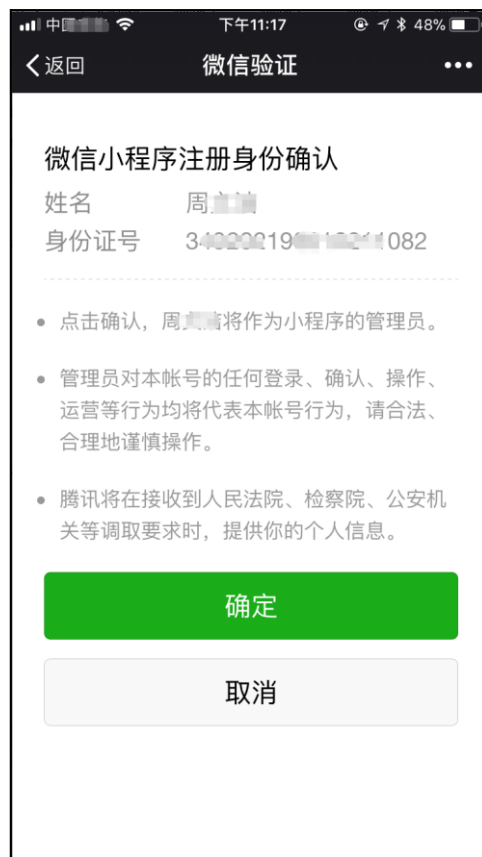 下午11:17 48%
返回 微信验证
微信小程序注册身份确认
姓名 周
身份证号 082
点击确认，周 将作为小程序的管理员。
管理员对本帐号的任何登录、确认、操作、
运营等行为均将代表本帐号行为，请合法、
合理地谨慎操作。
腾讯将在接收到人民法院、检察院、公安机
关等调取要求时，提供你的个人信息。
确定
取消